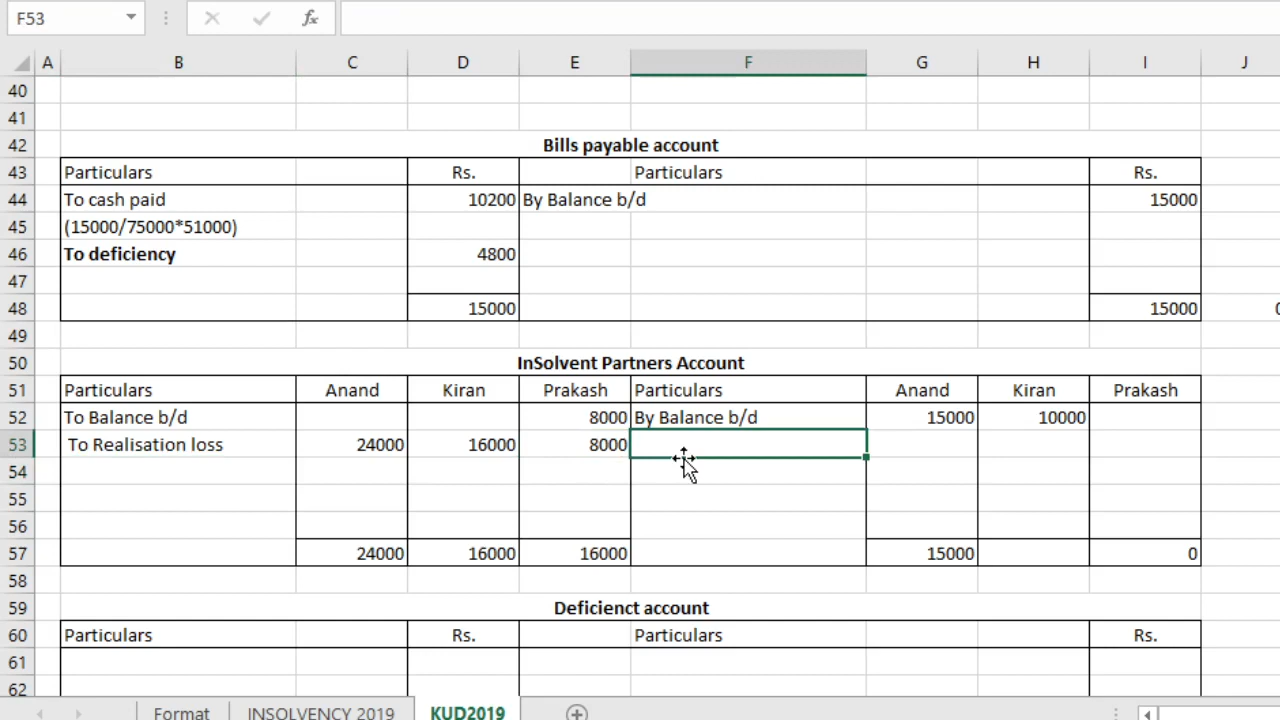 F53 fx
A B C D E F G H I J
40
41
42 Bills payable account
43 Particulars Rs. Particulars Rs.
44 To cash paid 10200 By Balance b/d 15000
45 (15000/75000*51000)
46 To deficiency 4800
47
48 15000 15000
49
50 InSolvent Partners Account
51 Particulars Anand Kiran Prakash Particulars Anand Kiran Prakash
52 To Balance b/d 8000 By Balance b/d 15000 10000
53 To Realisation loss 24000 16000 8000
54
55
56
57 24000 16000 16000 15000 0
58
59 Deficienct account
60 Particulars Rs. Particulars Rs.
61
62
Format INSOLVENCY 2019 KUD2019